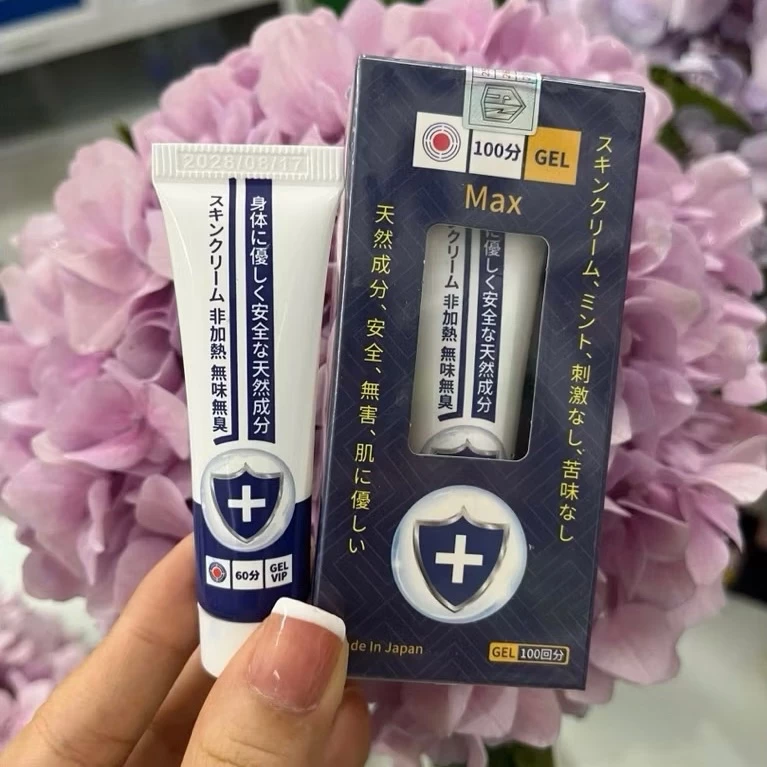 2028/08/17
身体に優しく安全な天然成分
スキンクリーム 非加熱 無味無臭
60分
GEL
VIP
100分
GEL
Max
スキンクリーム、ミント、刺激なし、苦味なし
天然成分、安全、無害、肌に優しい
に優しく安全な天然成分
クリーム 非加熱 無味無臭
de In Japan
GEL 100回分